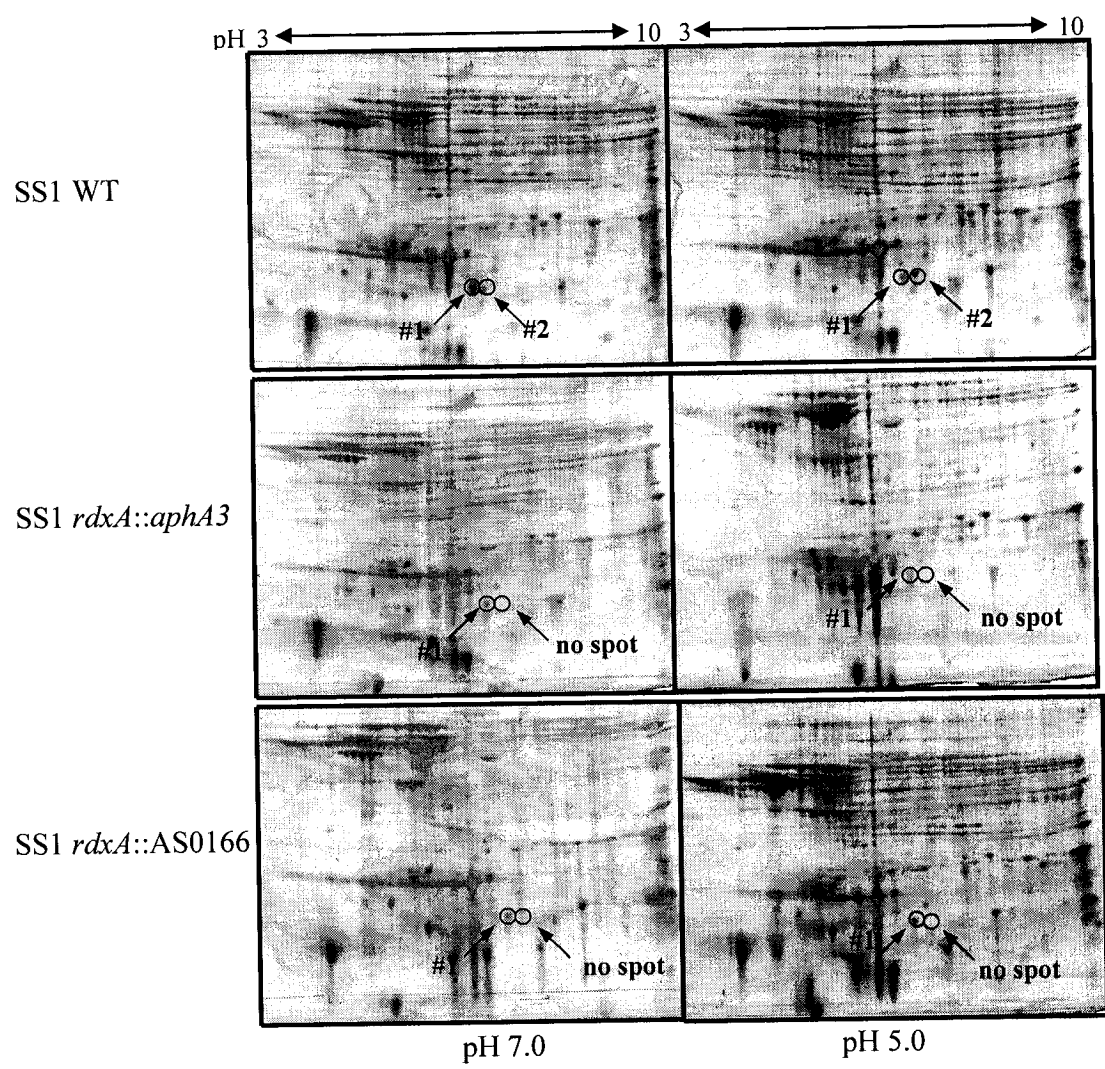 pH 3 10 3 10
SS1 WT
#1 #2 #1 #2
SS1 rdxA::aphA3
#1 no spot #1 no spot
SS1 rdxA::AS0166
#1 no spot #1 no spot
pH 7.0 pH 5.0